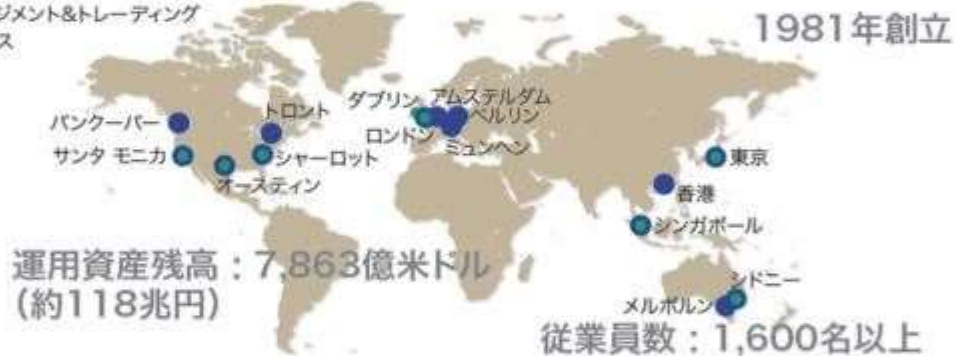 ジメント&トレーディング
ス
1981年創立
バンクーバー
トロント
サンタ モニカ
シャーロット
オースティン
ダブリン
アムステルダム
ベルリン
ロンドン
ミュンヘン
東京
香港
シンガポール
シドニー
メルボルン
運用資産残高：7,863億米ドル
（約118兆円）
従業員数：1,600名以上